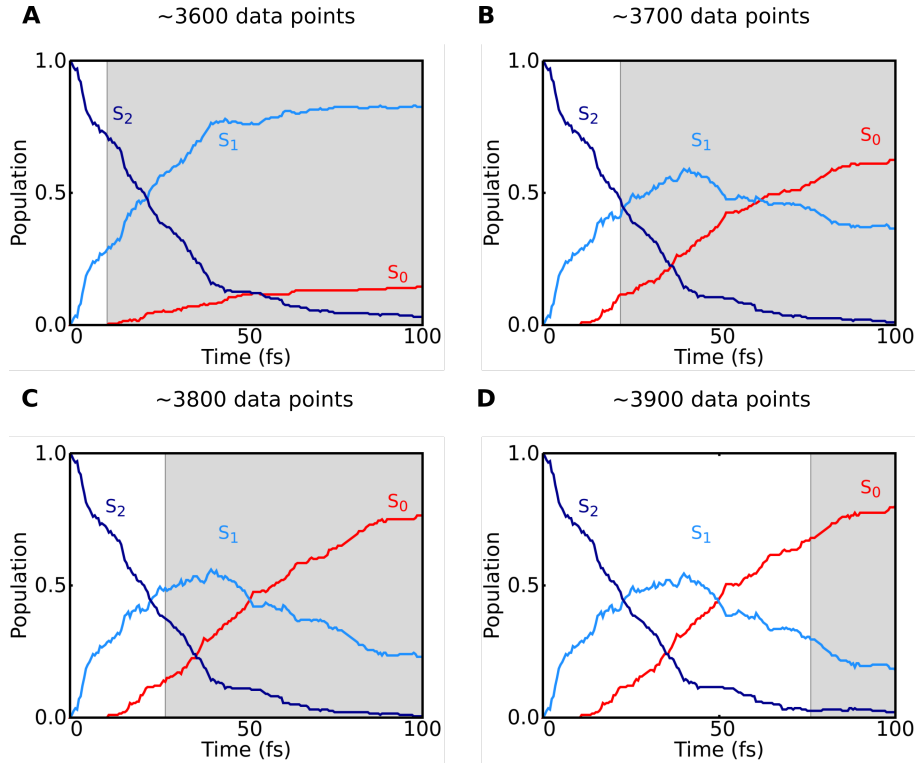 A
~3600 data points
1.0
S2
S1
0.5
Population
S0
0.0
0
50
100
Time (fs)
B
~3700 data points
1.0
S2
S1
S0
0.5
Population
0.0
0
50
100
Time (fs)
C
~3800 data points
1.0
S2
S0
S1
0.5
Population
0.0
0
50
100
Time (fs)
D
~3900 data points
1.0
S2
S0
S1
0.5
Population
0.0
0
50
100
Time (fs)